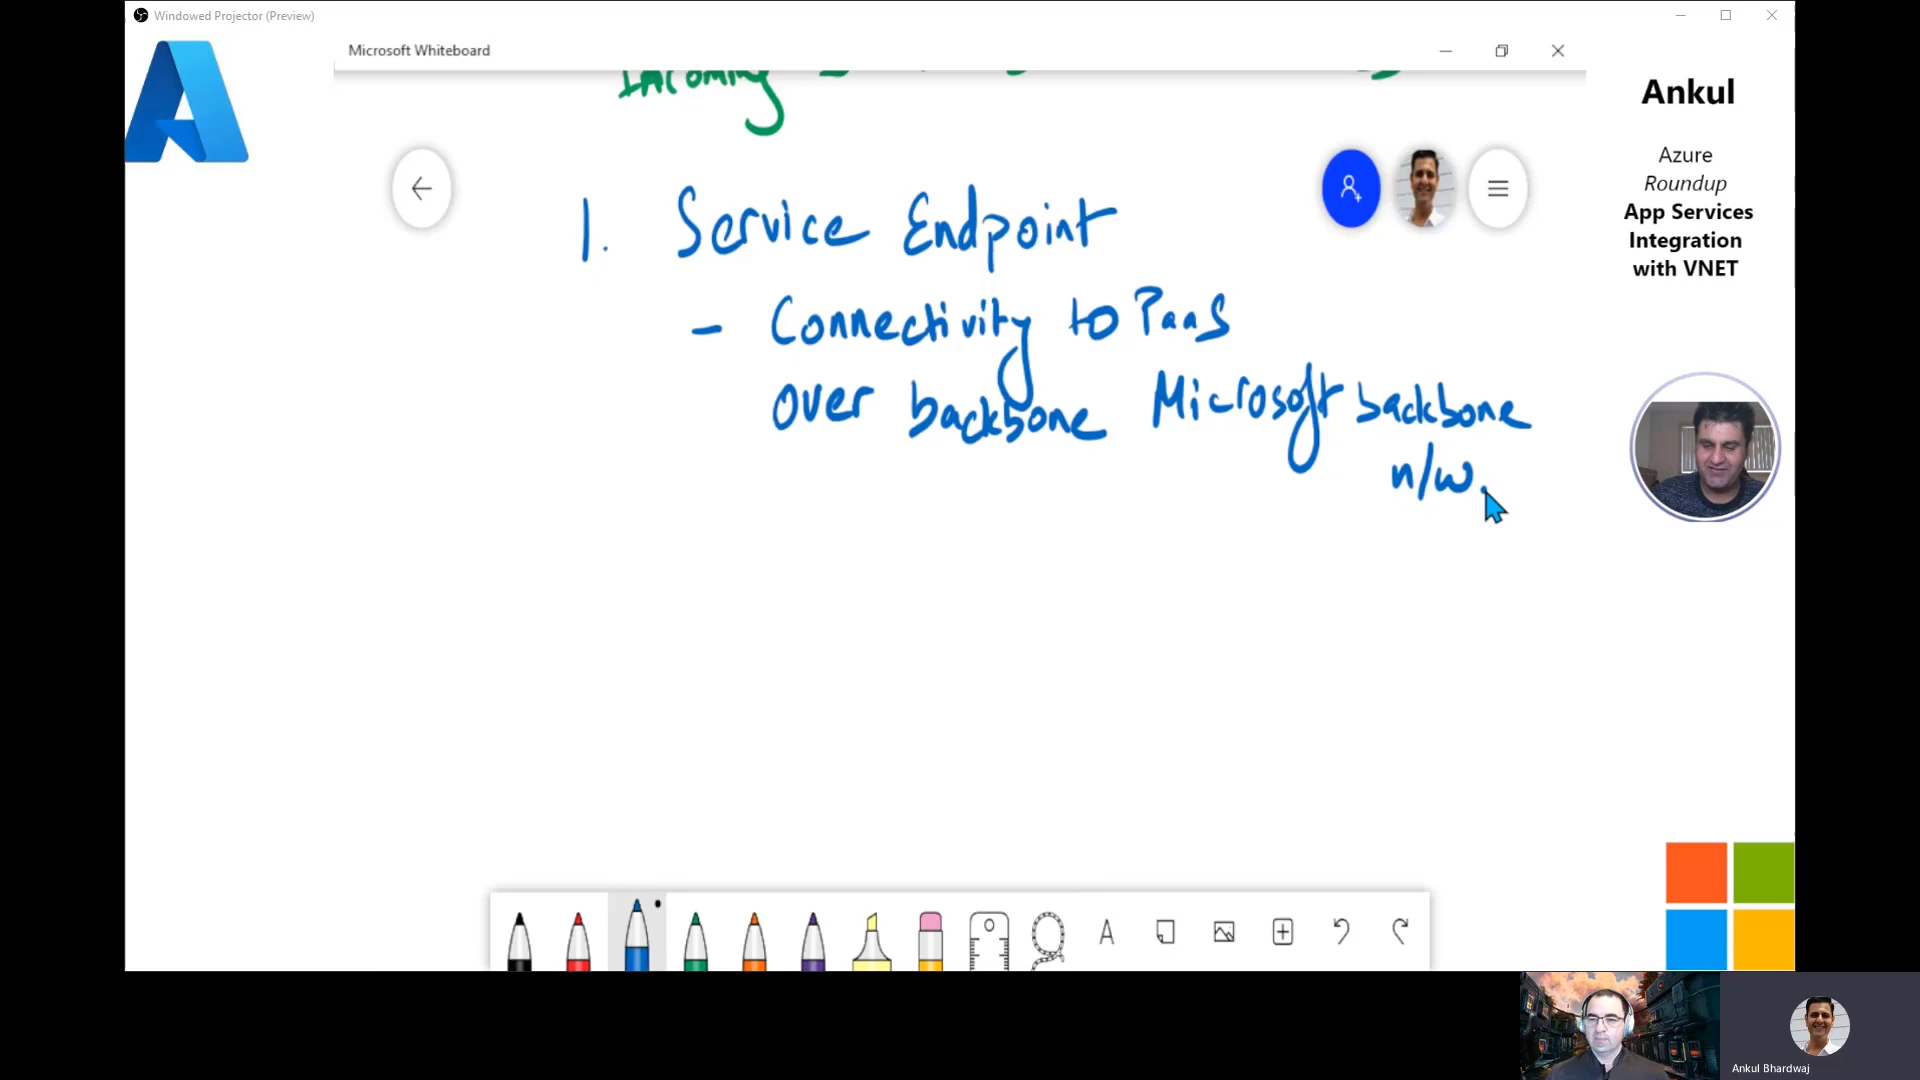 Windowed Projector (Preview)
Microsoft Whiteboard
Incoming
1. Service Endpoint
- Connectivity to PaaS
over backbone Microsoft backbone
n/w.
Ankul
Azure
Roundup
App Services
Integration
with VNET
Ankul Bhardwaj